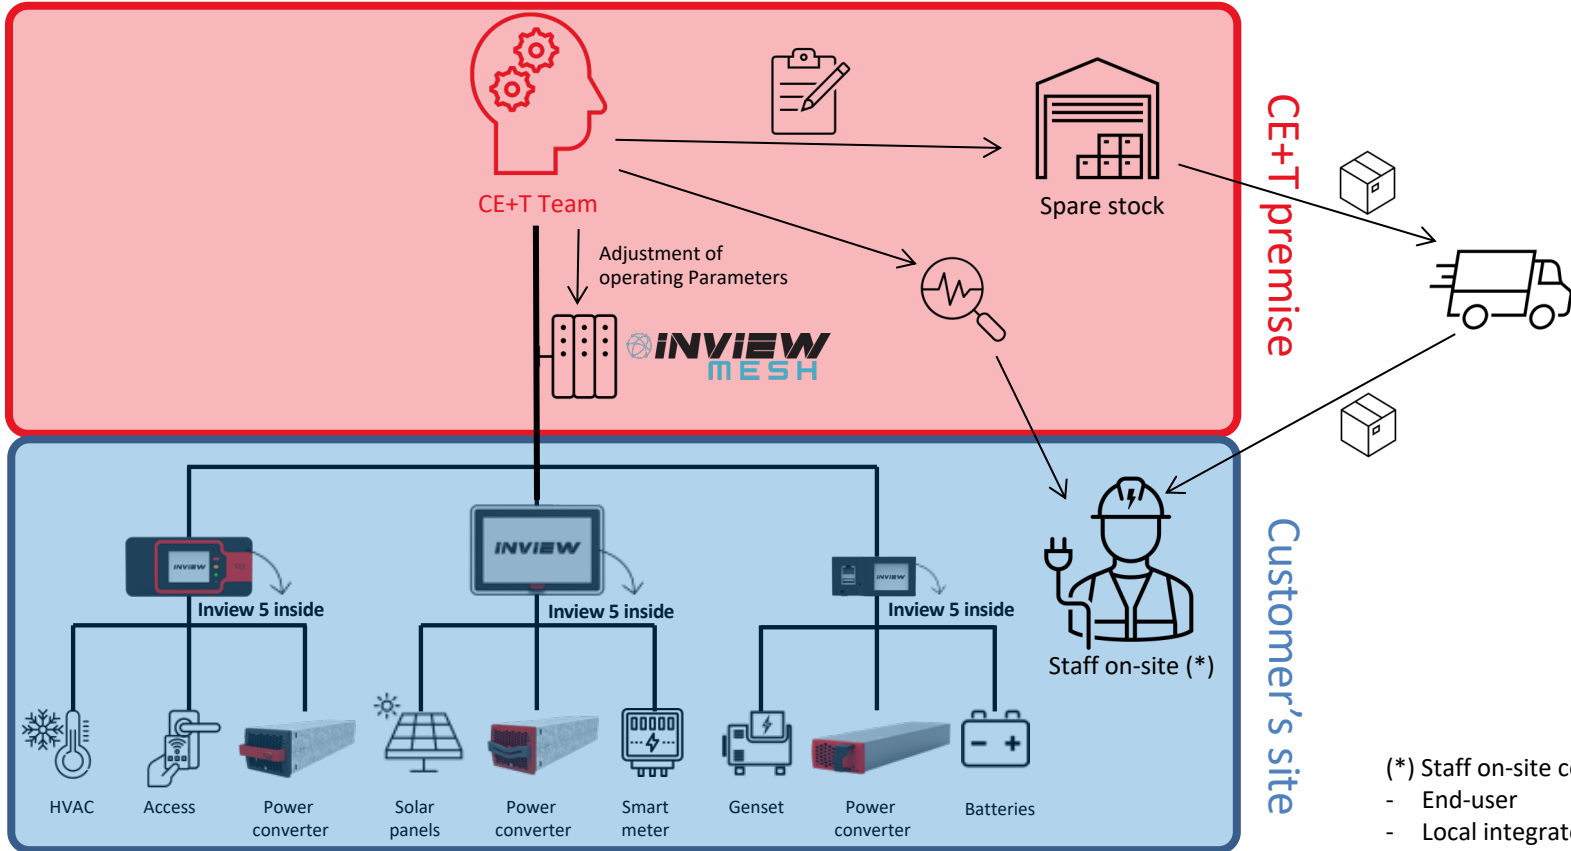 CE+T Team
Spare stock
CE+T premise
Adjustment of
operating Parameters
INVIEW
MESH
INVIEW
INVIEW
INVIEW
Inview 5 inside
Inview 5 inside
Inview 5 inside
Staff on-site (*)
Customer's site
HVAC
Access
Power
converter
Solar
panels
Power
converter
Smart
meter
Genset
Power
converter
Batteries
(*) Staff on-site
- End-user
- Local